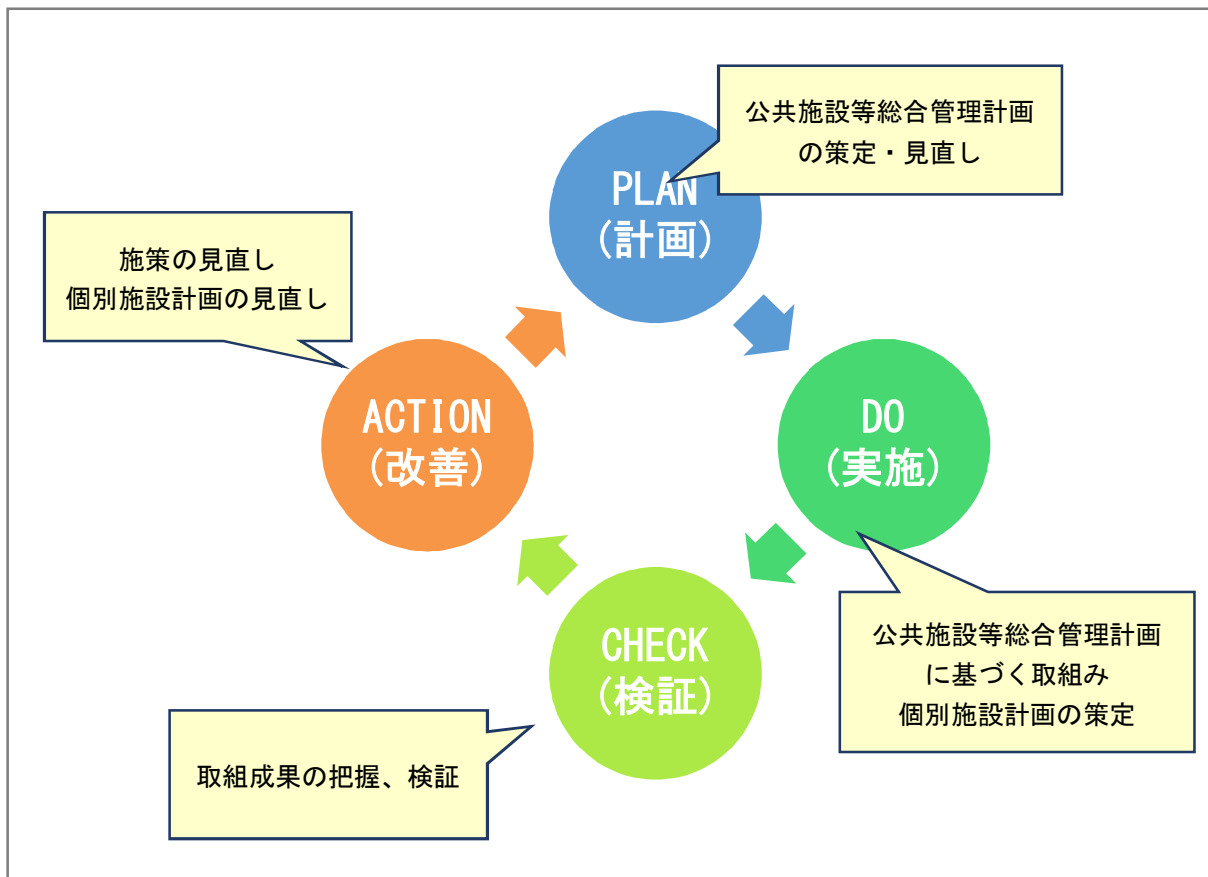 公共施設等総合管理計画
の策定・見直し
PLAN
(計画)
施策の見直し
個別施設計画の見直し
ACTION
(改善)
DO
(実施)
公共施設等総合管理計画
に基づく取組み
個別施設計画の策定
CHECK
(検証)
取組成果の把握、検証